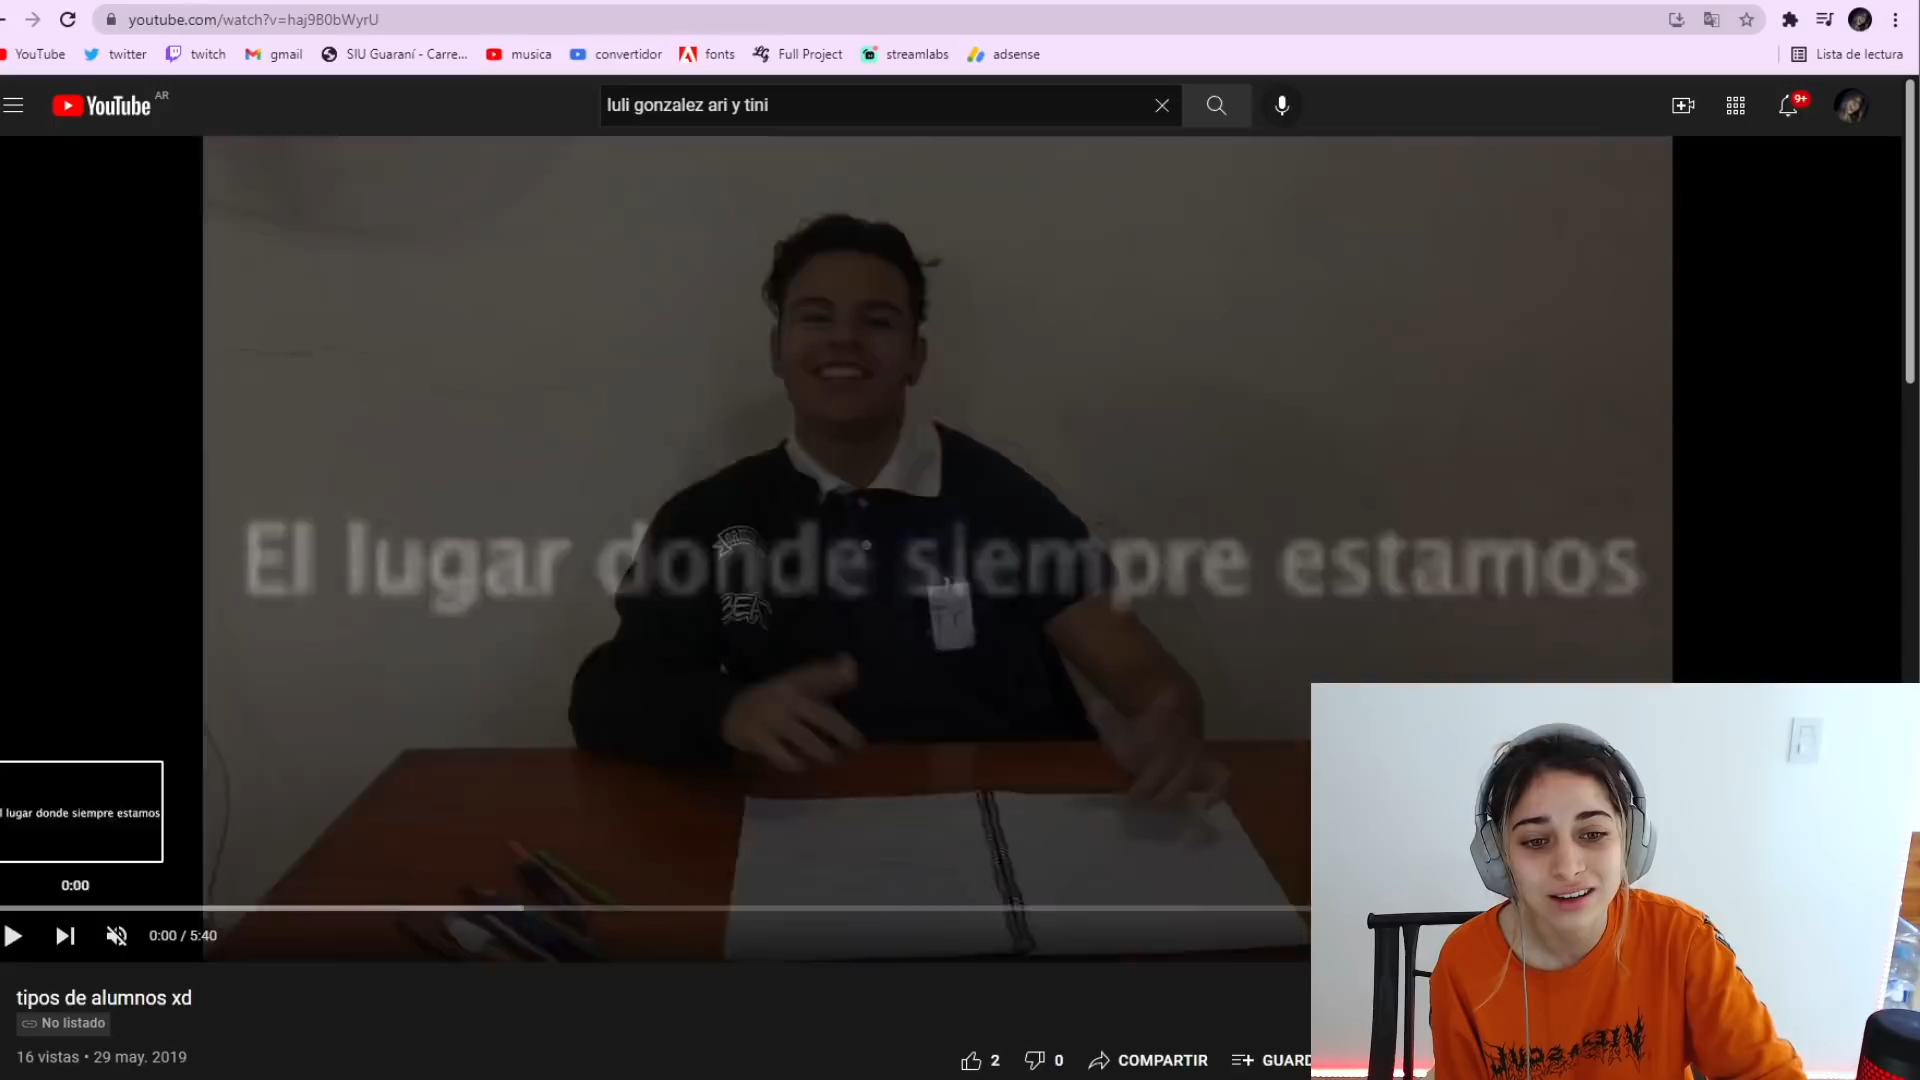 youtube.com/watch?v=haj9B0bWyrU
YouTube twitter twitch gmail SIU Guaraní - Carre... musica convertidor fonts Full Project streamlabs adsense Lista de lectura
YouTube AR
luli gonzalez ari y tini
9+
El lugar donde siempre estamos
l lugar donde siempre estamos
0:00
0:00 / 5:40
tipos de alumnos xd
No listado
16 vistas • 29 may. 2019
2 0 COMPARTIR GUARD